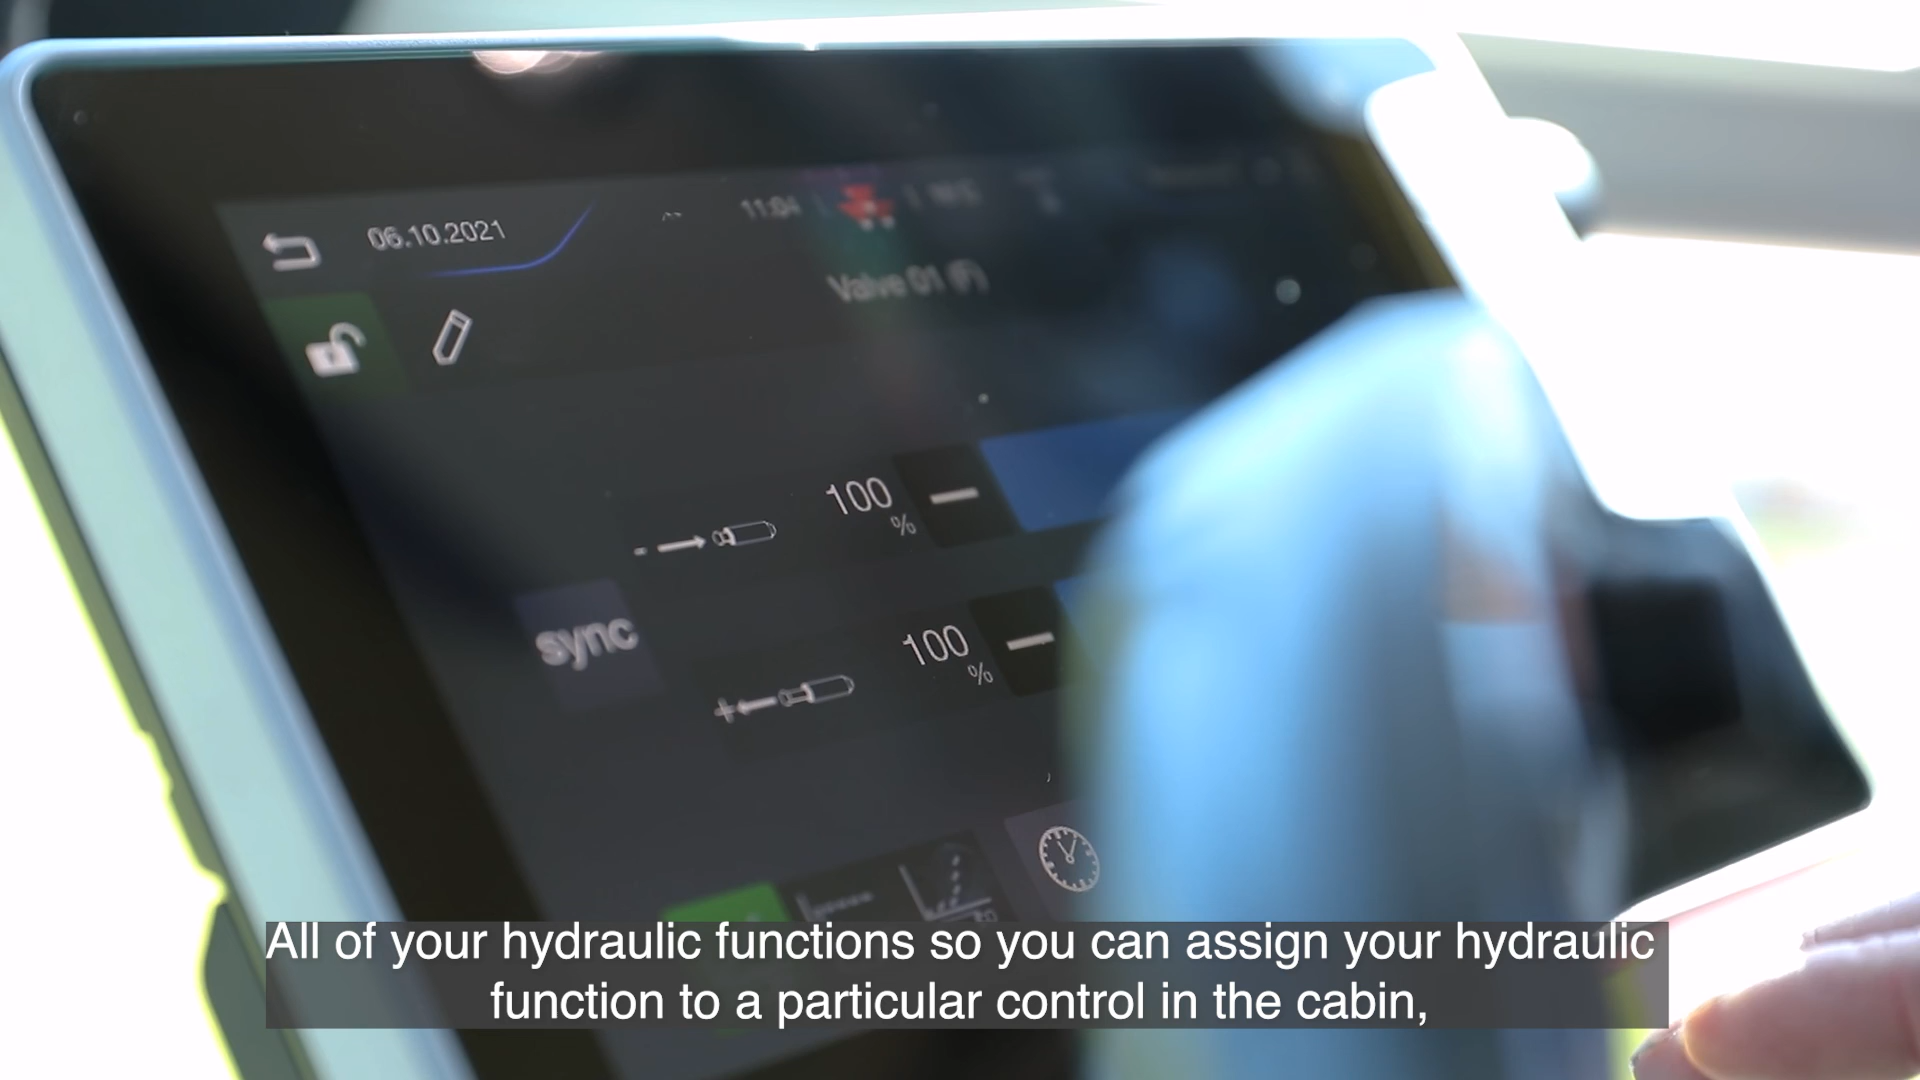 06.10.2021
11:04
Valve 01 (F)
100
%
sync
100
%
All of your hydraulic functions so you can assign your hydraulic
function to a particular control in the cabin,